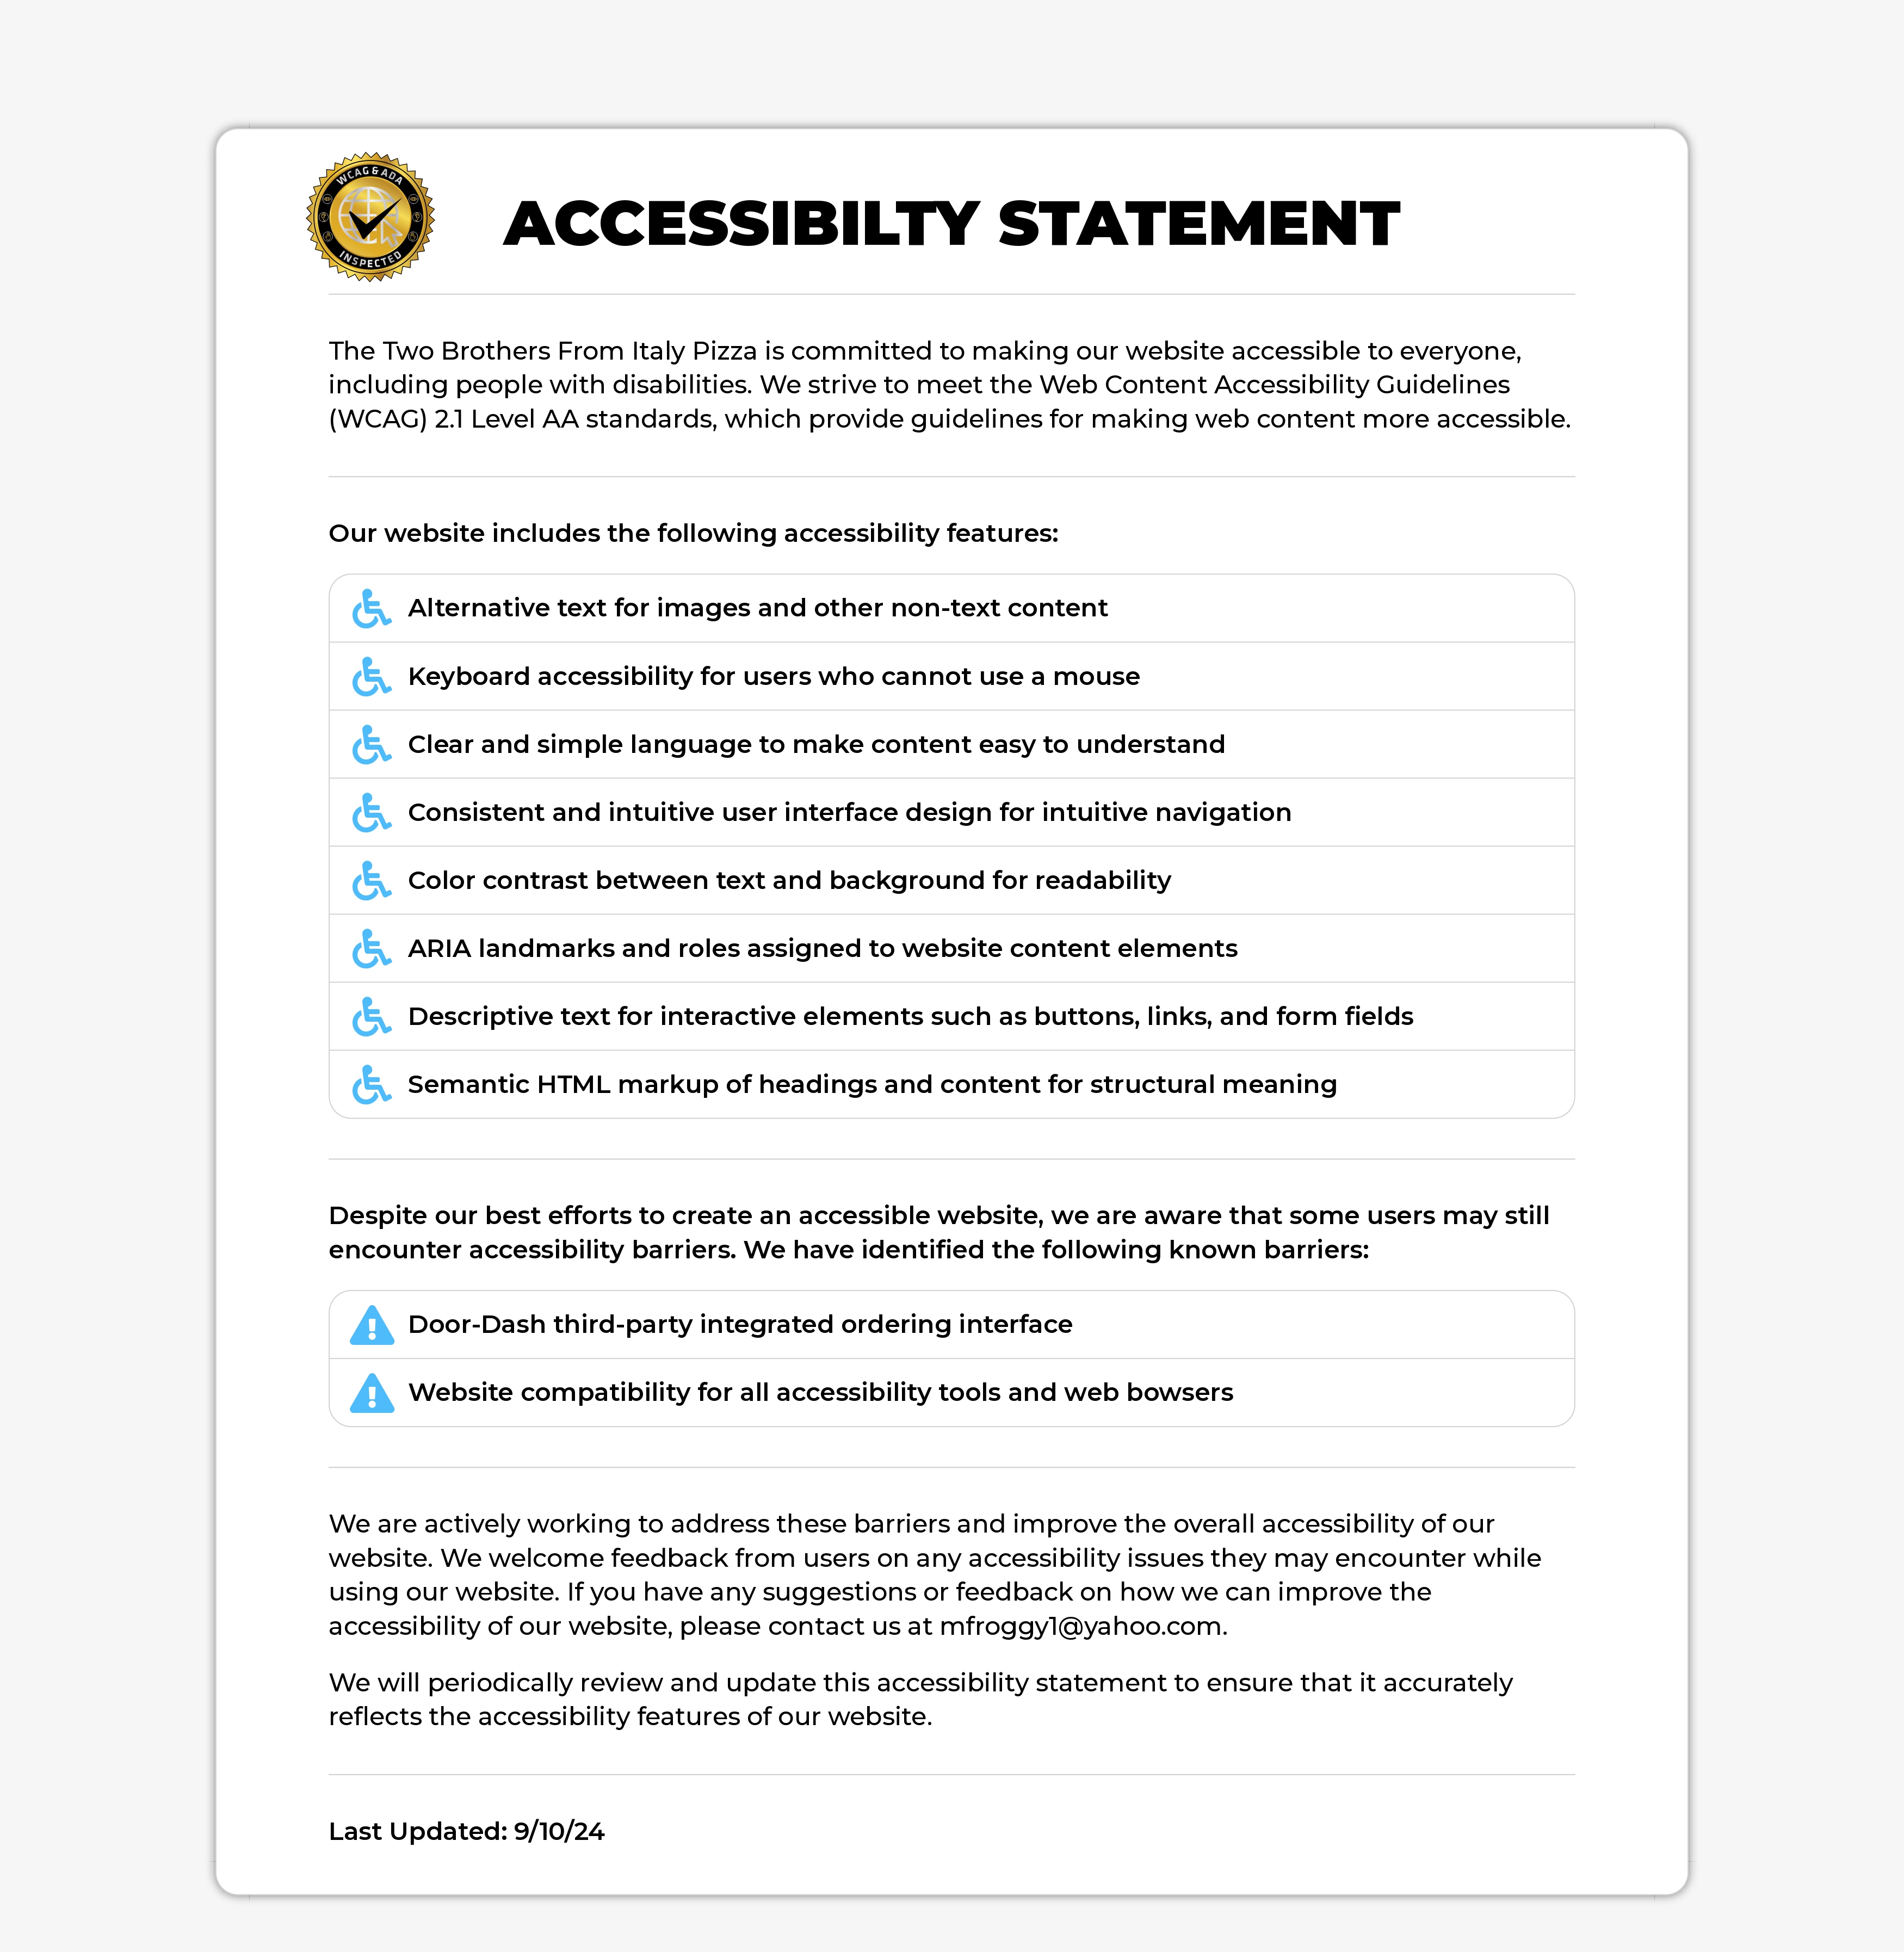 WCAG & ADA
INSPECTED
ACCESSIBILTY STATEMENT
The Two Brothers From Italy Pizza is committed to making our website accessible to everyone,
including people with disabilities. We strive to meet the Web Content Accessibility Guidelines
(WCAG) 2.1 Level AA standards, which provide guidelines for making web content more accessible.
Our website includes the following accessibility features:
Alternative text for images and other non-text content
Keyboard accessibility for users who cannot use a mouse
Clear and simple language to make content easy to understand
Consistent and intuitive user interface design for intuitive navigation
Color contrast between text and background for readability
ARIA landmarks and roles assigned to website content elements
Descriptive text for interactive elements such as buttons, links, and form fields
Semantic HTML markup of headings and content for structural meaning
Despite our best efforts to create an accessible website, we are aware that some users may still
encounter accessibility barriers. We have identified the following known barriers:
Door-Dash third-party integrated ordering interface
Website compatibility for all accessibility tools and web bowsers
We are actively working to address these barriers and improve the overall accessibility of our
website. We welcome feedback from users on any accessibility issues they may encounter while
using our website. If you have any suggestions or feedback on how we can improve the
accessibility of our website, please contact us at mfroggy1@yahoo.com.
We will periodically review and update this accessibility statement to ensure that it accurately
reflects the accessibility features of our website.
Last Updated: 9/10/24